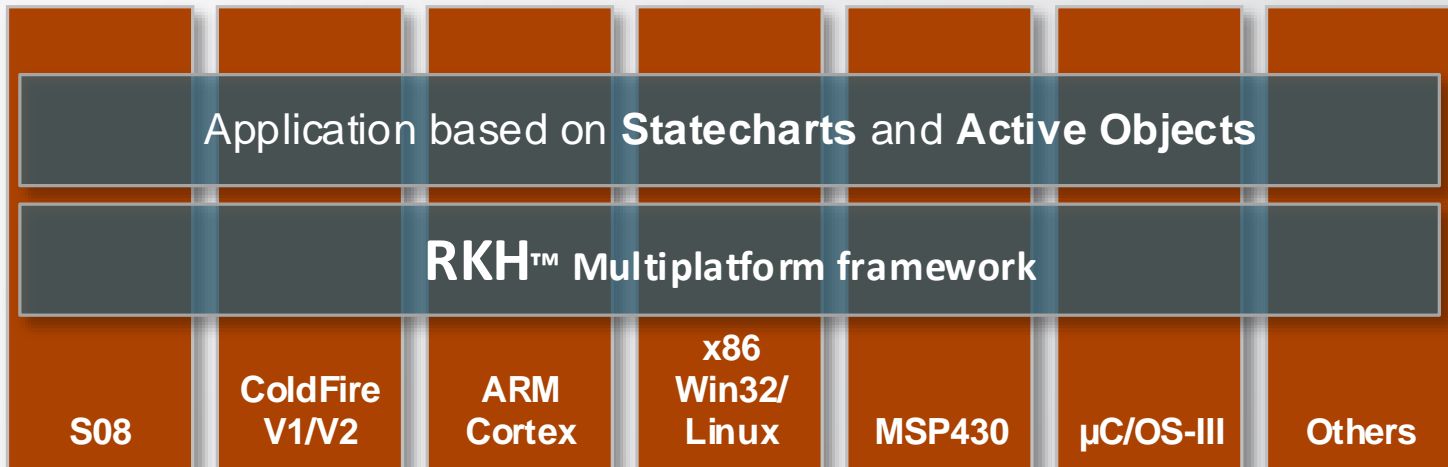 Application based on Statecharts and Active Objects
RKH™ Multiplatform framework
S08
ColdFire
V1/V2
ARM
Cortex
x86
Win32/
Linux
MSP430
µC/OS-III
Others